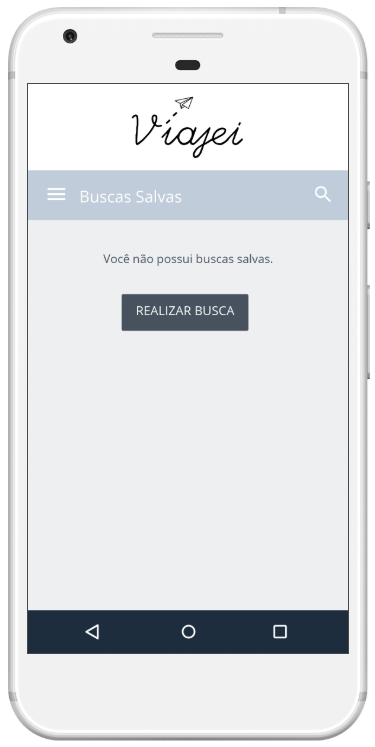 Viajei
Buscas Salvas
Você não possui buscas salvas.
REALIZAR BUSCA